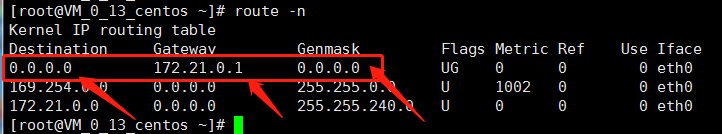 [root@VM_0_13_centos ~]# route -n
Kernel IP routing table
Destination Gateway Genmask Flags Metric Ref Use Iface
0.0.0.0 172.21.0.1 0.0.0.0 UG 0 0 0 eth0
169.254.0.0 0.0.0.0 255.255.0.0 U 1002 0 0 eth0
172.21.0.0 0.0.0.0 255.255.240.0 U 0 0 0 eth0
[root@VM_0_13_centos ~]#